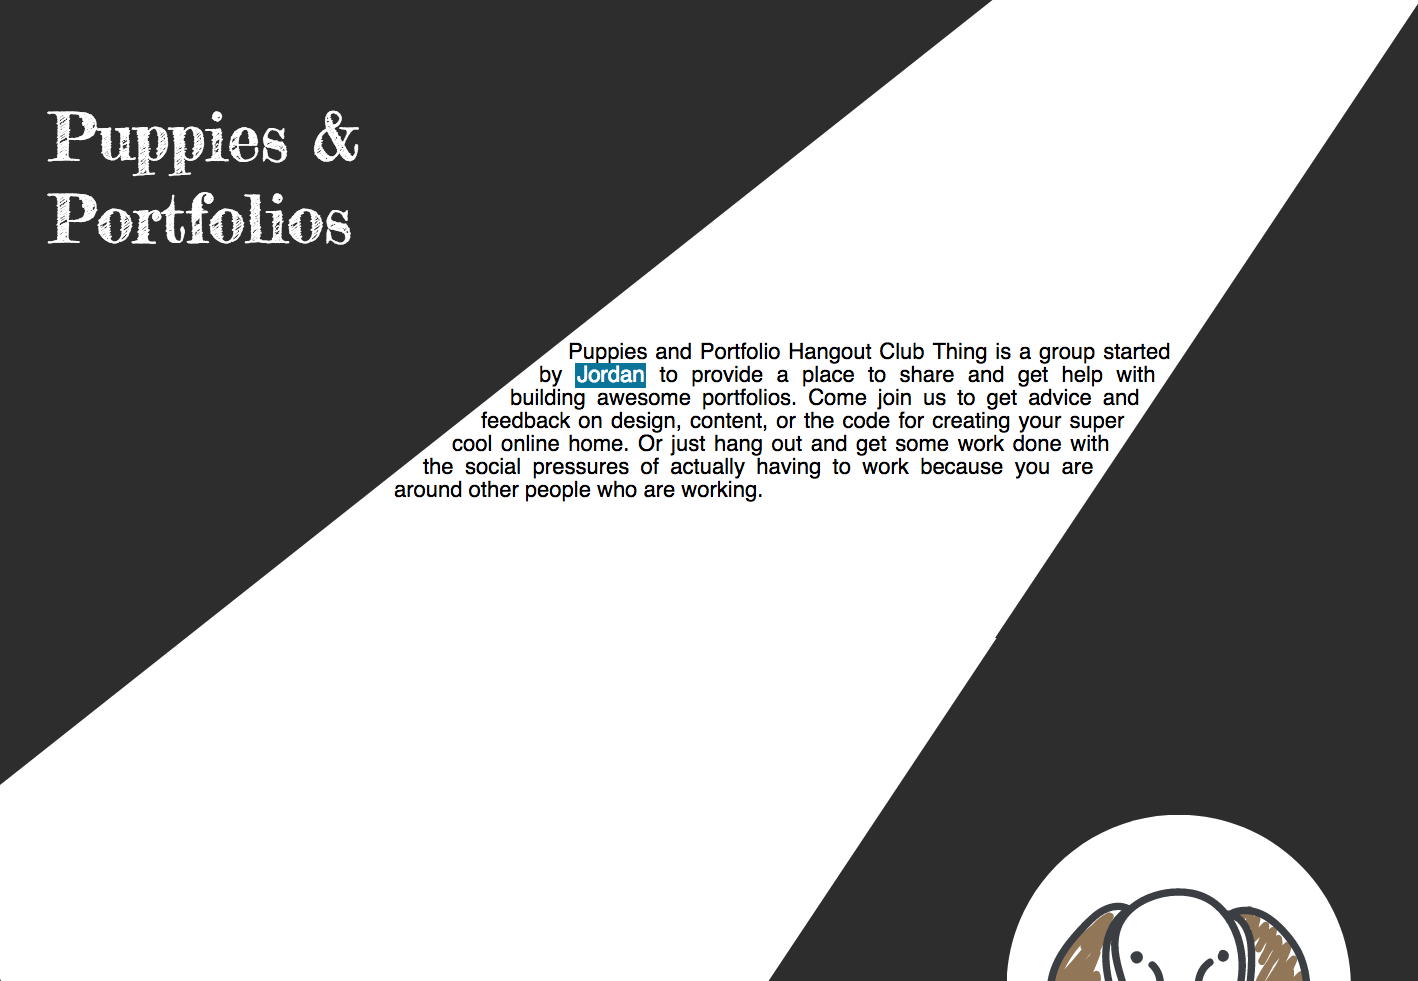 Puppies &
Portfolios
Puppies and Portfolio Hangout Club Thing is a group started
by Jordan to provide a place to share and get help with
building awesome portfolios. Come join us to get advice and
feedback on design, content, or the code for creating your super
cool online home. Or just hang out and get some work done with
the social pressures of actually having to work because you are
around other people who are working.